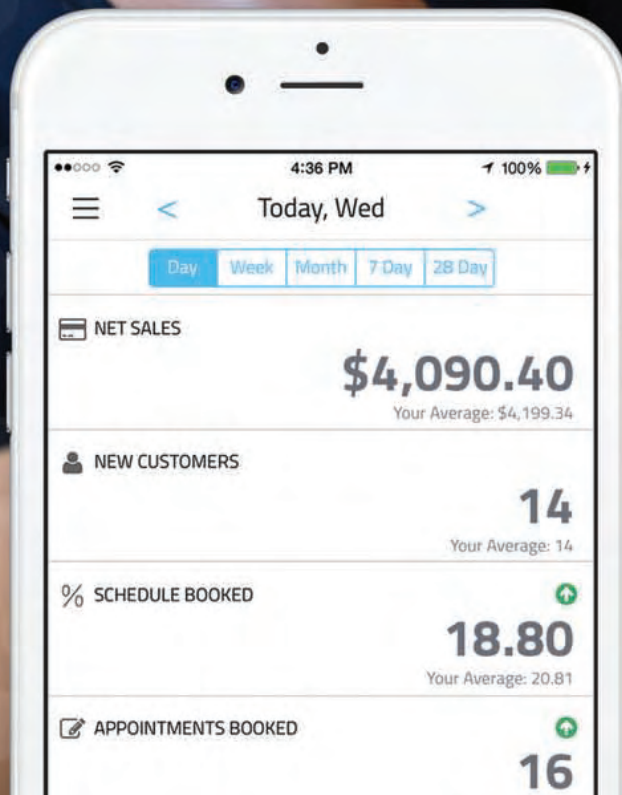 4:36 PM 100%
< Today, Wed >
Day Week Month 7 Day 28 Day
NET SALES
$4,090.40
Your Average: $4,199.34
NEW CUSTOMERS
14
Your Average: 14
% SCHEDULE BOOKED
18.80
Your Average: 20.81
APPOINTMENTS BOOKED
16